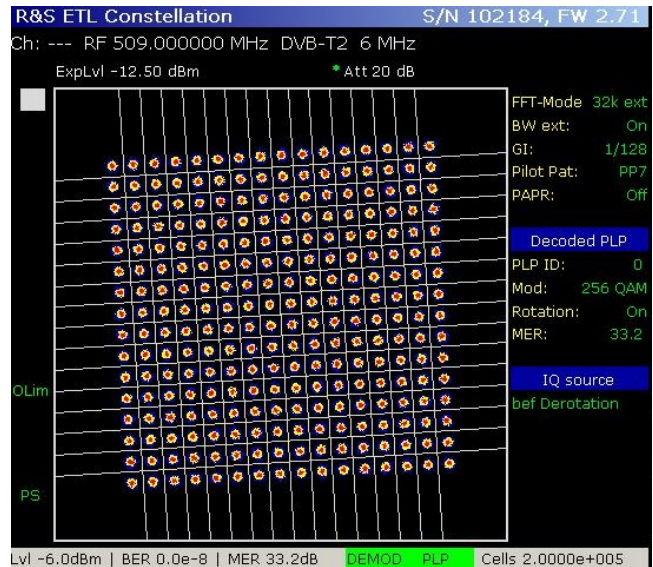 R&S ETL Constellation S/N 102184, FW 2.71
Ch: --- RF 509.000000 MHz DVB-T2 6 MHz
ExpLvl -12.50 dBm * Att 20 dB
FFT-Mode 32k ext
BW ext: On
GI: 1/128
Pilot Pat: PP7
PAPR: Off
Decoded PLP
PLP ID: 0
Mod: 256 QAM
Rotation: On
MER: 33.2
IQ source
bef Derotation
OLim
PS
Lvl -6.0dBm | BER 0.0e-8 | MER 33.2dB DEMOD PLP Cells 2.0000e+005